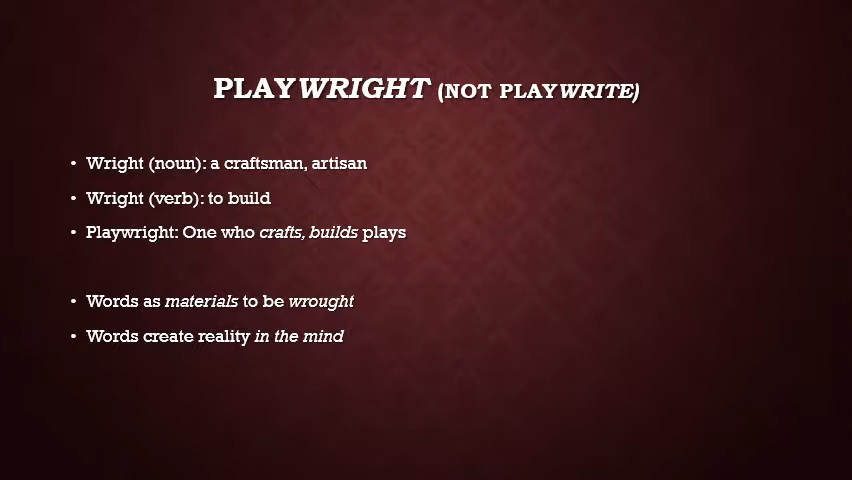 PLAYWRIGHT (NOT PLAYWRITE)
• Wright (noun): a craftsman, artisan
• Wright (verb): to build
• Playwright: One who crafts, builds plays
• Words as materials to be wrought
• Words create reality in the mind